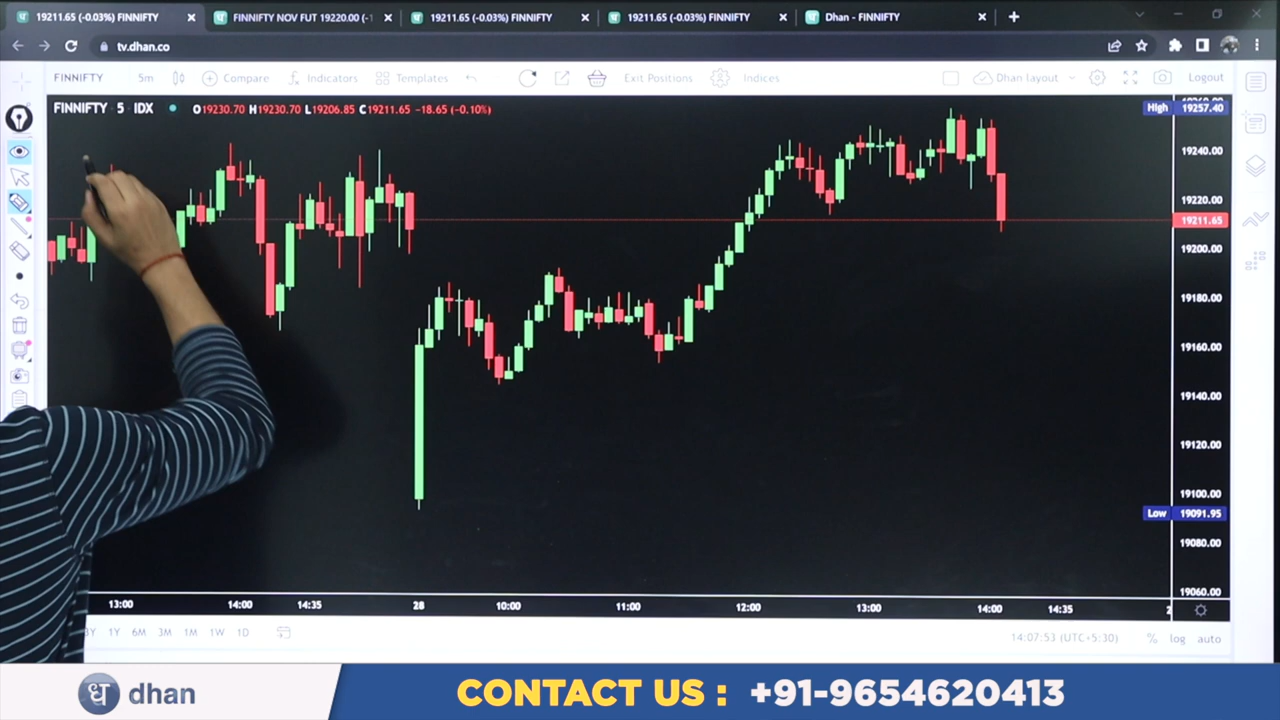 19211.65 (-0.03%) FINNIFTY
FINNIFTY NOV FUT 19220.00 (-1
19211.65 (-0.03%) FINNIFTY
19211.65 (-0.03%) FINNIFTY
Dhan - FINNIFTY
tv.dhan.co
FINNIFTY 5m Compare Indicators Templates Exit Positions Indices Dhan layout Logout
FINNIFTY · 5 · IDX O19230.70 H19230.70 L19206.85 C19211.65 −18.65 (−0.10%)
High 19257.40
19240.00
19220.00
19211.65
19200.00
19180.00
19160.00
19140.00
19120.00
19100.00
Low 19091.95
19080.00
19060.00
13:00 14:00 14:35 28 10:00 11:00 12:00 13:00 14:00 14:35 2
3Y 1Y 6M 3M 1M 1W 1D 14:07:53 (UTC+5:30) % log auto
ध dhan CONTACT US : +91-9654620413